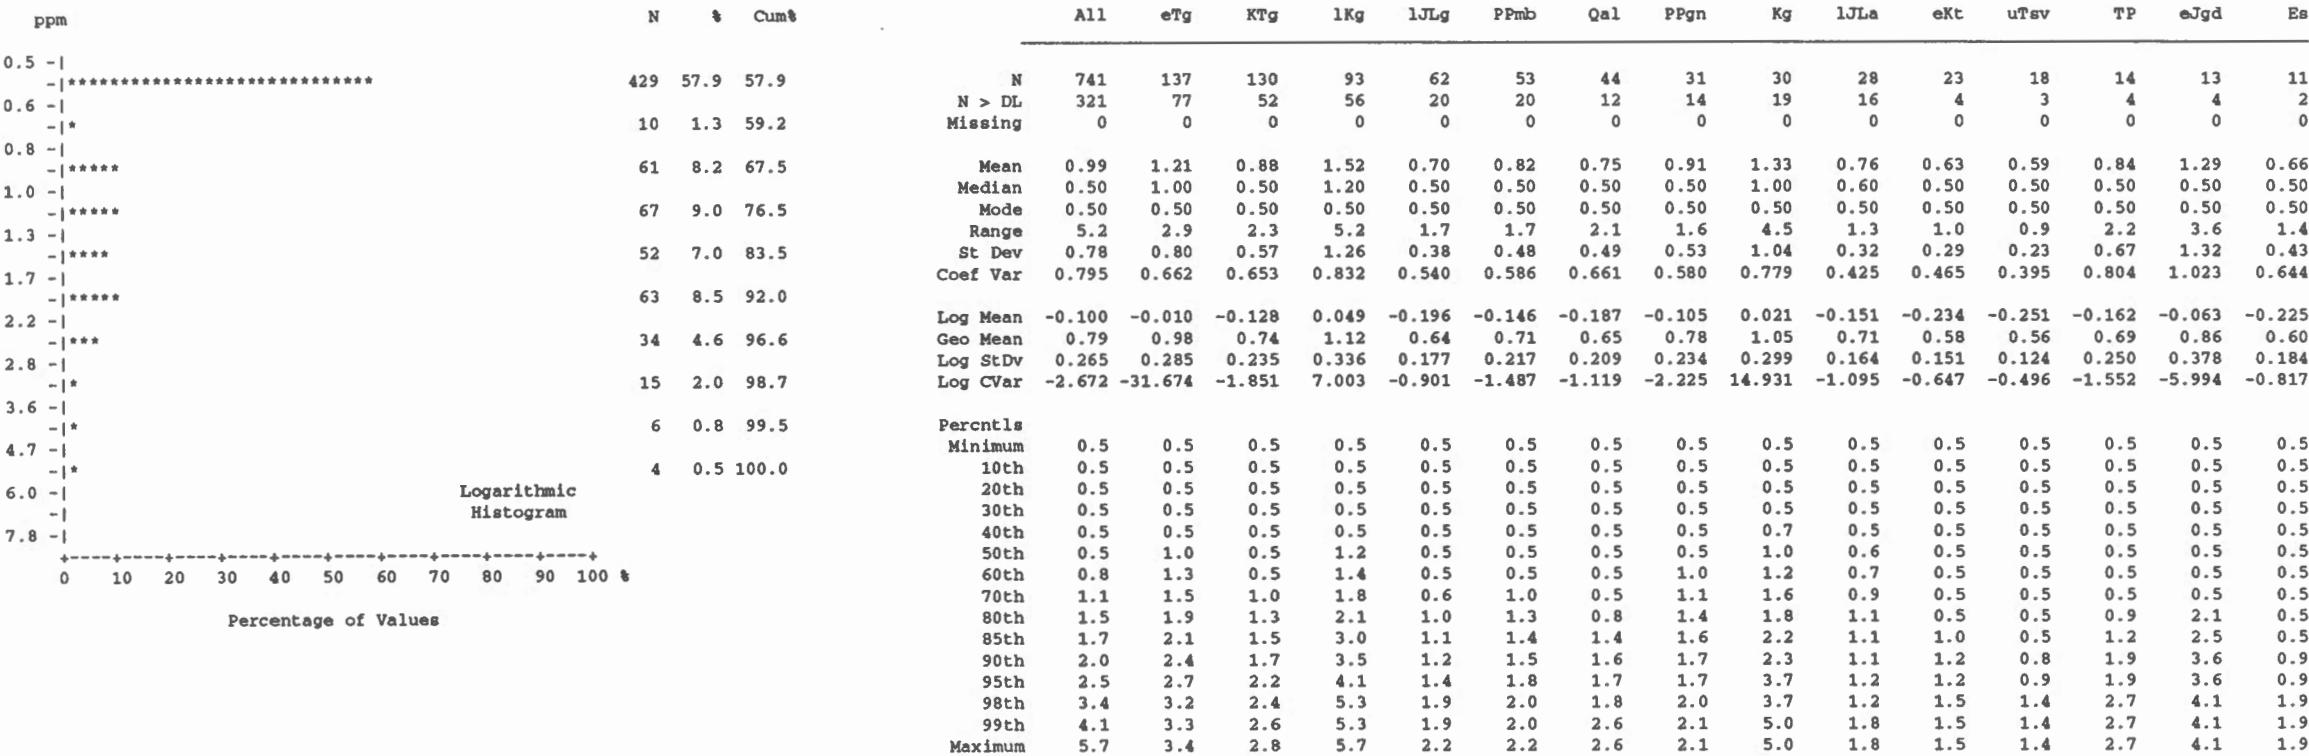 ppm N % Cum% All eTg KTg lKg lJLg PPmb Qal PPgn Kg lJLa eKt uTsv TP eJgd Es
0.5 -|
-|***************************** 429 57.9 57.9 N 741 137 130 93 62 53 44 31 30 28 23 18 14 13 11
0.6 -| N > DL 321 77 52 56 20 20 12 14 19 16 4 3 4 4 2
-|* 10 1.3 59.2 Missing 0 0 0 0 0 0 0 0 0 0 0 0 0 0 0
0.8 -|
-|***** 61 8.2 67.5 Mean 0.99 1.21 0.88 1.52 0.70 0.82 0.75 0.91 1.33 0.76 0.63 0.59 0.84 1.29 0.66
1.0 -| Median 0.50 1.00 0.50 1.20 0.50 0.50 0.50 0.50 1.00 0.60 0.50 0.50 0.50 0.50 0.50
-|***** 67 9.0 76.5 Mode 0.50 0.50 0.50 0.50 0.50 0.50 0.50 0.50 0.50 0.50 0.50 0.50 0.50 0.50 0.50
1.3 -| Range 5.2 2.9 2.3 5.2 1.7 1.7 2.1 1.6 4.5 1.3 1.0 0.9 2.2 3.6 1.4
-|**** 52 7.0 83.5 St Dev 0.78 0.80 0.57 1.26 0.38 0.48 0.49 0.53 1.04 0.32 0.29 0.23 0.67 1.32 0.43
1.7 -| Coef Var 0.795 0.662 0.653 0.832 0.540 0.586 0.661 0.580 0.779 0.425 0.465 0.395 0.804 1.023 0.644
-|***** 63 8.5 92.0
2.2 -| Log Mean -0.100 -0.010 -0.128 0.049 -0.196 -0.146 -0.187 -0.105 0.021 -0.151 -0.234 -0.251 -0.162 -0.063 -0.225
-|*** 34 4.6 96.6 Geo Mean 0.79 0.98 0.74 1.12 0.64 0.71 0.65 0.78 1.05 0.71 0.58 0.56 0.69 0.86 0.60
2.8 -| Log StDv 0.265 0.285 0.235 0.336 0.177 0.217 0.209 0.234 0.299 0.164 0.151 0.124 0.250 0.378 0.184
-|* 15 2.0 98.7 Log CVar -2.672 -31.674 -1.851 7.003 -0.901 -1.487 -1.119 -2.225 14.931 -1.095 -0.647 -0.496 -1.552 -5.994 -0.817
3.6 -|
-|* 6 0.8 99.5 Percntls
4.7 -| Minimum 0.5 0.5 0.5 0.5 0.5 0.5 0.5 0.5 0.5 0.5 0.5 0.5 0.5 0.5 0.5
-|* 4 0.5 100.0 10th 0.5 0.5 0.5 0.5 0.5 0.5 0.5 0.5 0.5 0.5 0.5 0.5 0.5 0.5 0.5
6.0 -| Logarithmic 20th 0.5 0.5 0.5 0.5 0.5 0.5 0.5 0.5 0.5 0.5 0.5 0.5 0.5 0.5 0.5
-| Histogram 30th 0.5 0.5 0.5 0.5 0.5 0.5 0.5 0.5 0.5 0.5 0.5 0.5 0.5 0.5 0.5
7.8 -| 40th 0.5 0.5 0.5 0.5 0.5 0.5 0.5 0.5 0.7 0.5 0.5 0.5 0.5 0.5 0.5
+----+----+----+----+----+----+----+----+----+----+ 50th 0.5 1.0 0.5 1.2 0.5 0.5 0.5 0.5 1.0 0.6 0.5 0.5 0.5 0.5 0.5
0 10 20 30 40 50 60 70 80 90 100 % 60th 0.8 1.3 0.5 1.4 0.5 0.5 0.5 1.0 1.2 0.7 0.5 0.5 0.5 0.5 0.5
70th 1.1 1.5 1.0 1.8 0.6 1.0 0.5 1.1 1.6 0.9 0.5 0.5 0.5 0.5 0.5
Percentage of Values 80th 1.5 1.9 1.3 2.1 1.0 1.3 0.8 1.4 1.8 1.1 0.5 0.5 0.9 2.1 0.5
85th 1.7 2.1 1.5 3.0 1.1 1.4 1.4 1.6 2.2 1.1 1.0 0.5 1.2 2.5 0.5
90th 2.0 2.4 1.7 3.5 1.2 1.5 1.6 1.7 2.3 1.1 1.2 0.8 1.9 3.6 0.9
95th 2.5 2.7 2.2 4.1 1.4 1.8 1.7 1.7 3.7 1.2 1.2 0.9 1.9 3.6 0.9
98th 3.4 3.2 2.4 5.3 1.9 2.0 1.8 2.0 3.7 1.2 1.5 1.4 2.7 4.1 1.9
99th 4.1 3.3 2.6 5.3 1.9 2.0 2.6 2.1 5.0 1.8 1.5 1.4 2.7 4.1 1.9
Maximum 5.7 3.4 2.8 5.7 2.2 2.2 2.6 2.1 5.0 1.8 1.5 1.4 2.7 4.1 1.9